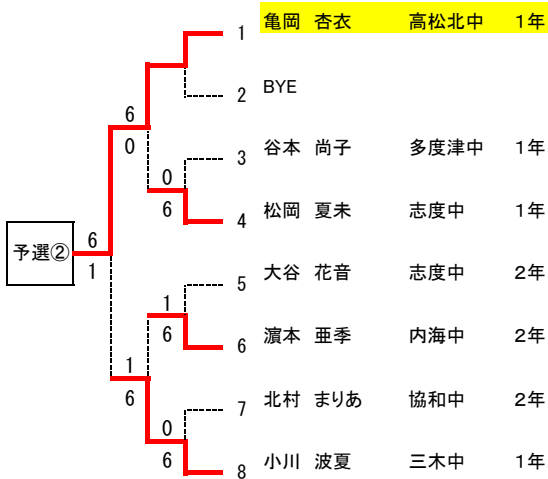 1 亀岡 杏衣 高松北中 1年
2 BYE
6
0
3 谷本 尚子 多度津中 1年
0
6
4 松岡 夏未 志度中 1年
予選② 6
1
5 大谷 花音 志度中 2年
1
6
6 濵本 亜季 内海中 2年
1
6
7 北村 まりあ 協和中 2年
0
6
8 小川 波夏 三木中 1年